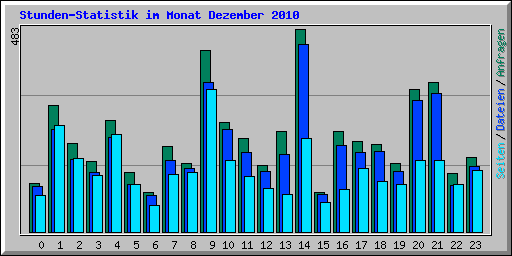 Stunden-Statistik im Monat Dezember 2010
483
Seiten/Dateien/Anfragen
0 1 2 3 4 5 6 7 8 9 10 11 12 13 14 15 16 17 18 19 20 21 22 23